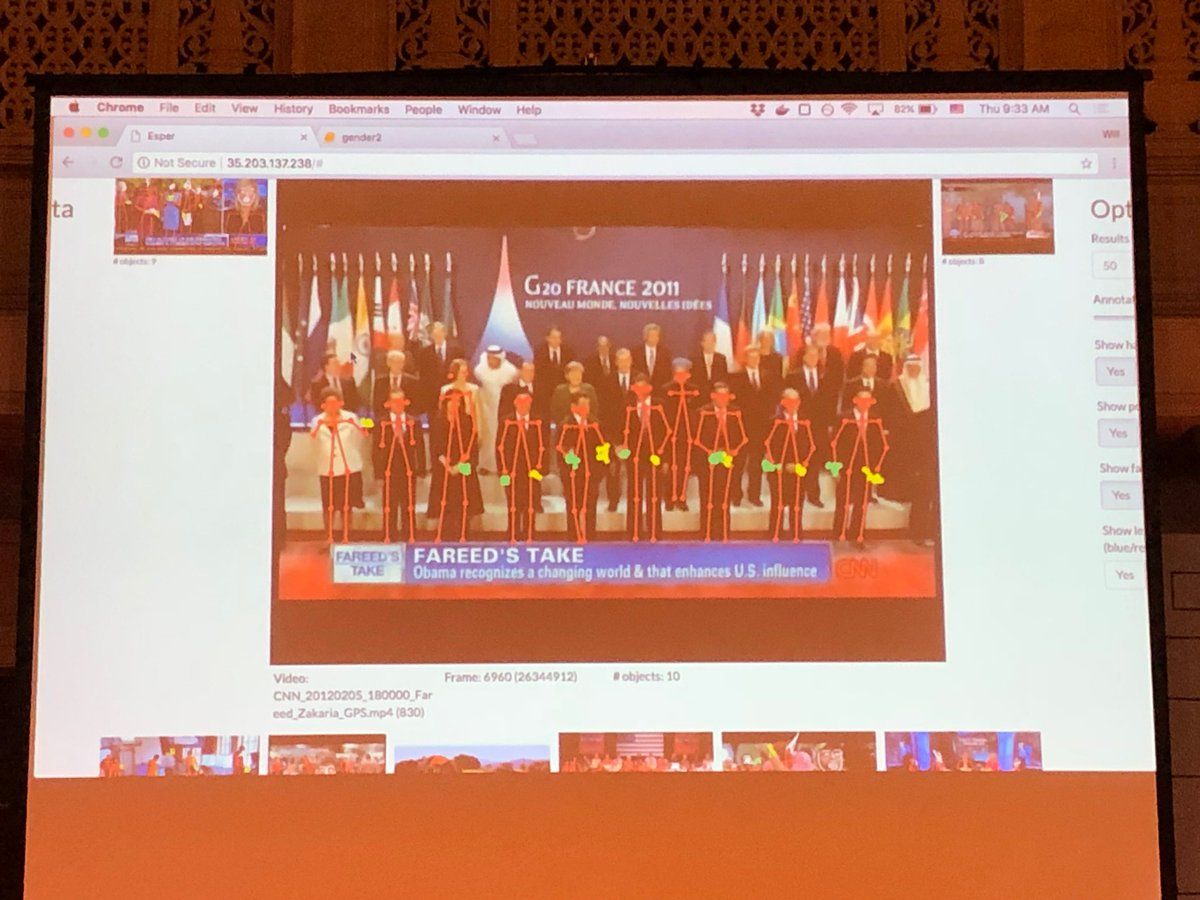 Chrome File Edit View History Bookmarks People Window Help 82% Thu 9:33 AM
Esper gender2 Will
Not Secure 35.203.137.238/#
ta
# objects: 9
# objects: 8
Opt
Results
50
Annotat
Show ha
Yes
Show po
Yes
Show fa
Yes
Show le
(blue/re
Yes
G20 FRANCE 2011
NOUVEAU MONDE, NOUVELLES IDÉES
FAREED'S TAKE
FAREED'S TAKE
Obama recognizes a changing world & that enhances U.S. influence
CNN
Video: Frame: 6960 (26344912) # objects: 10
CNN_20120205_180000_Far
eed_Zakaria_GPS.mp4 (830)